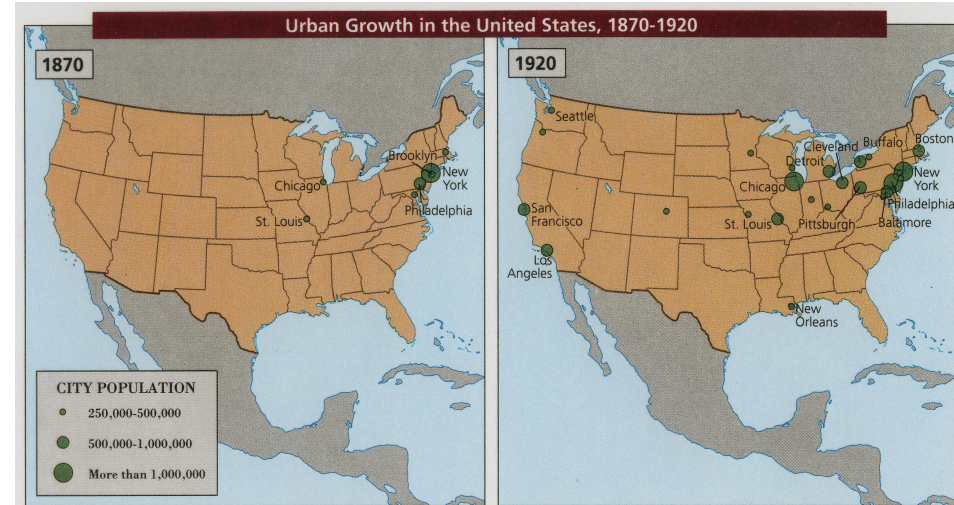 Urban Growth in the United States, 1870-1920
1870
Brooklyn
New
York
Chicago
Philadelphia
St. Louis
CITY POPULATION
250,000-500,000
500,000-1,000,000
More than 1,000,000
1920
Seattle
Cleveland
Buffalo
Boston
Detroit
New
York
Chicago
Philadelphia
San
Francisco
St. Louis
Pittsburgh
Baltimore
Los
Angeles
New
Orleans